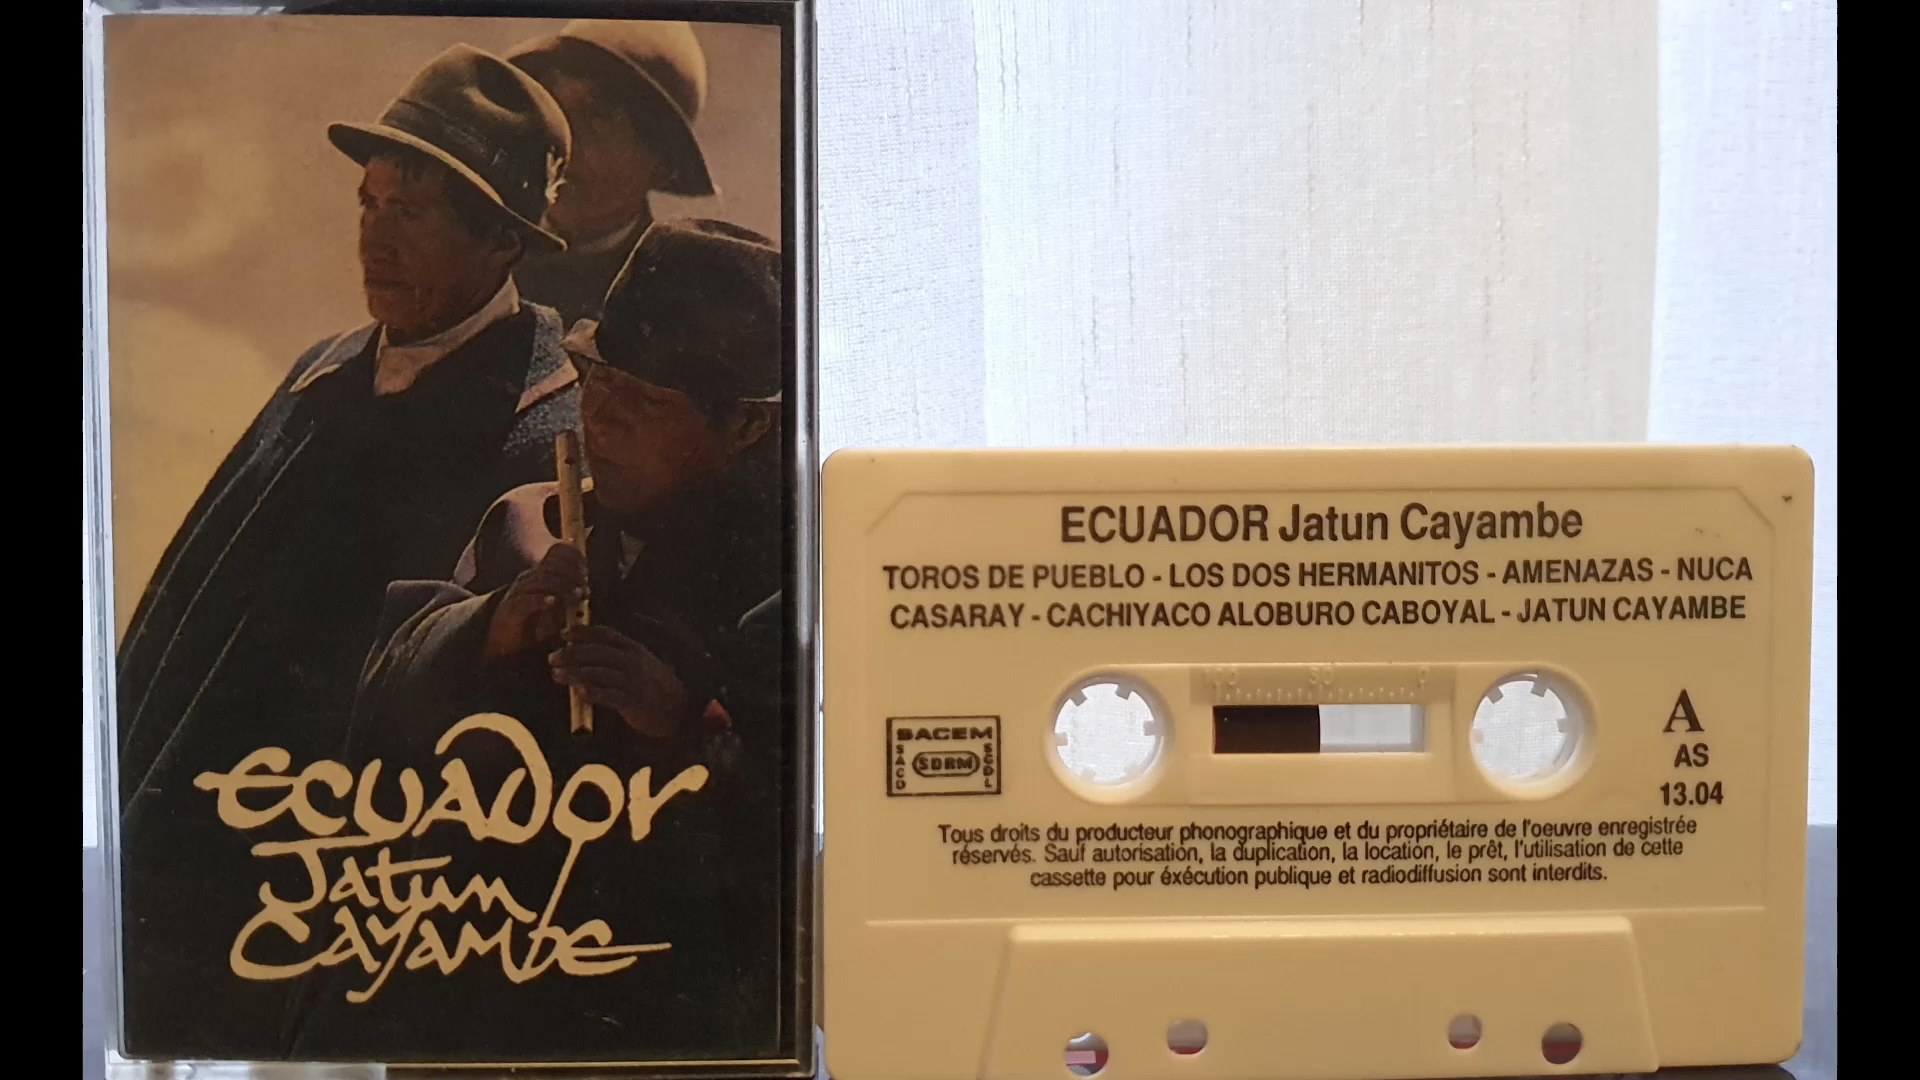 ECUADOR
Jatun
Cayambe
ECUADOR Jatun Cayambe
TOROS DE PUEBLO - LOS DOS HERMANITOS - AMENAZAS - NUCA
CASARAY - CACHIYACO ALOBURO CABOYAL - JATUN CAYAMBE
100 50 0
SACEM
SACD
SDRM
SGDL
A
AS
13.04
Tous droits du producteur phonographique et du propriétaire de l'oeuvre enregistrée
réservés. Sauf autorisation, la duplication, la location, le prêt, l'utilisation de cette
cassette pour éxécution publique et radiodiffusion sont interdits.